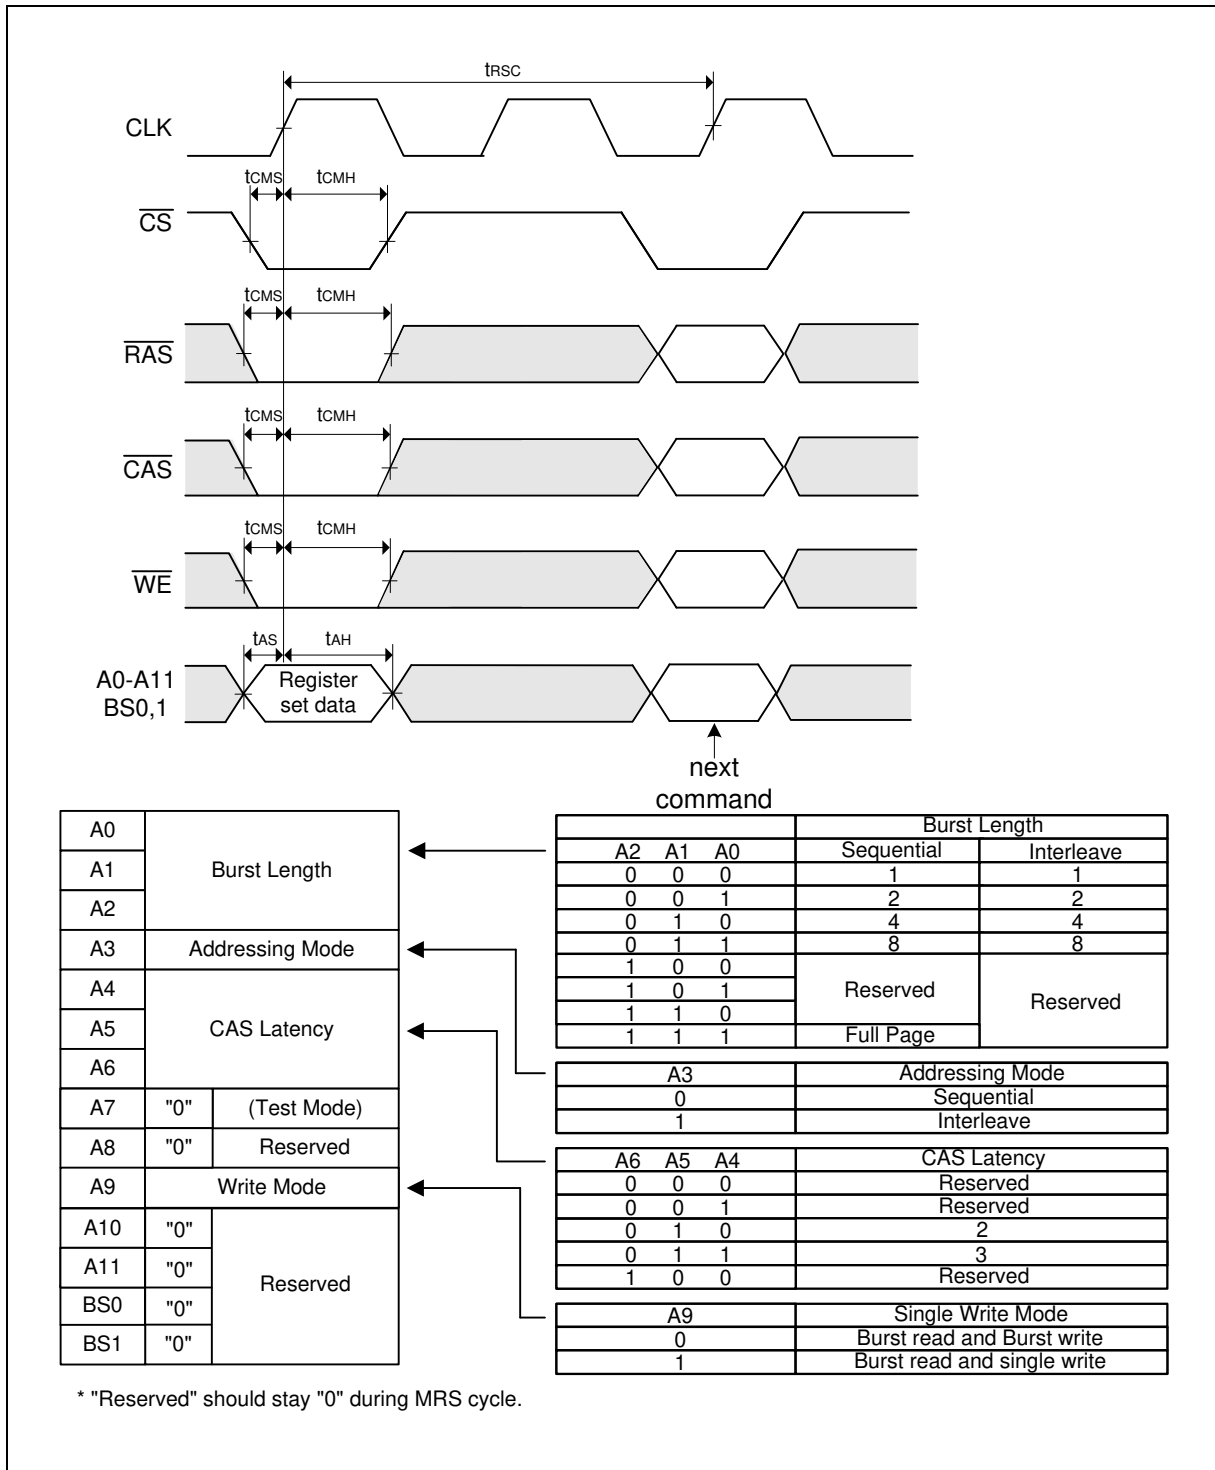 tRSC
CLK
tCMS tCMH
CS
tCMS tCMH
RAS
tCMS tCMH
CAS
tCMS tCMH
WE
tAS tAH
A0-A11
BS0,1
Register
set data
next
command
A0
A1
A2
Burst Length
A3 Addressing Mode
A4
A5
A6
CAS Latency
A7 "0" (Test Mode)
A8 "0" Reserved
A9 Write Mode
A10 "0"
A11 "0"
BS0 "0"
BS1 "0"
Reserved
Burst Length
A2 A1 A0 Sequential Interleave
0 0 0 1 1
0 0 1 2 2
0 1 0 4 4
0 1 1 8 8
1 0 0
1 0 1 Reserved Reserved
1 1 0
1 1 1 Full Page
A3 Addressing Mode
0 Sequential
1 Interleave
A6 A5 A4 CAS Latency
0 0 0 Reserved
0 0 1 Reserved
0 1 0 2
0 1 1 3
1 0 0 Reserved
A9 Single Write Mode
0 Burst read and Burst write
1 Burst read and single write
* "Reserved" should stay "0" during MRS cycle.